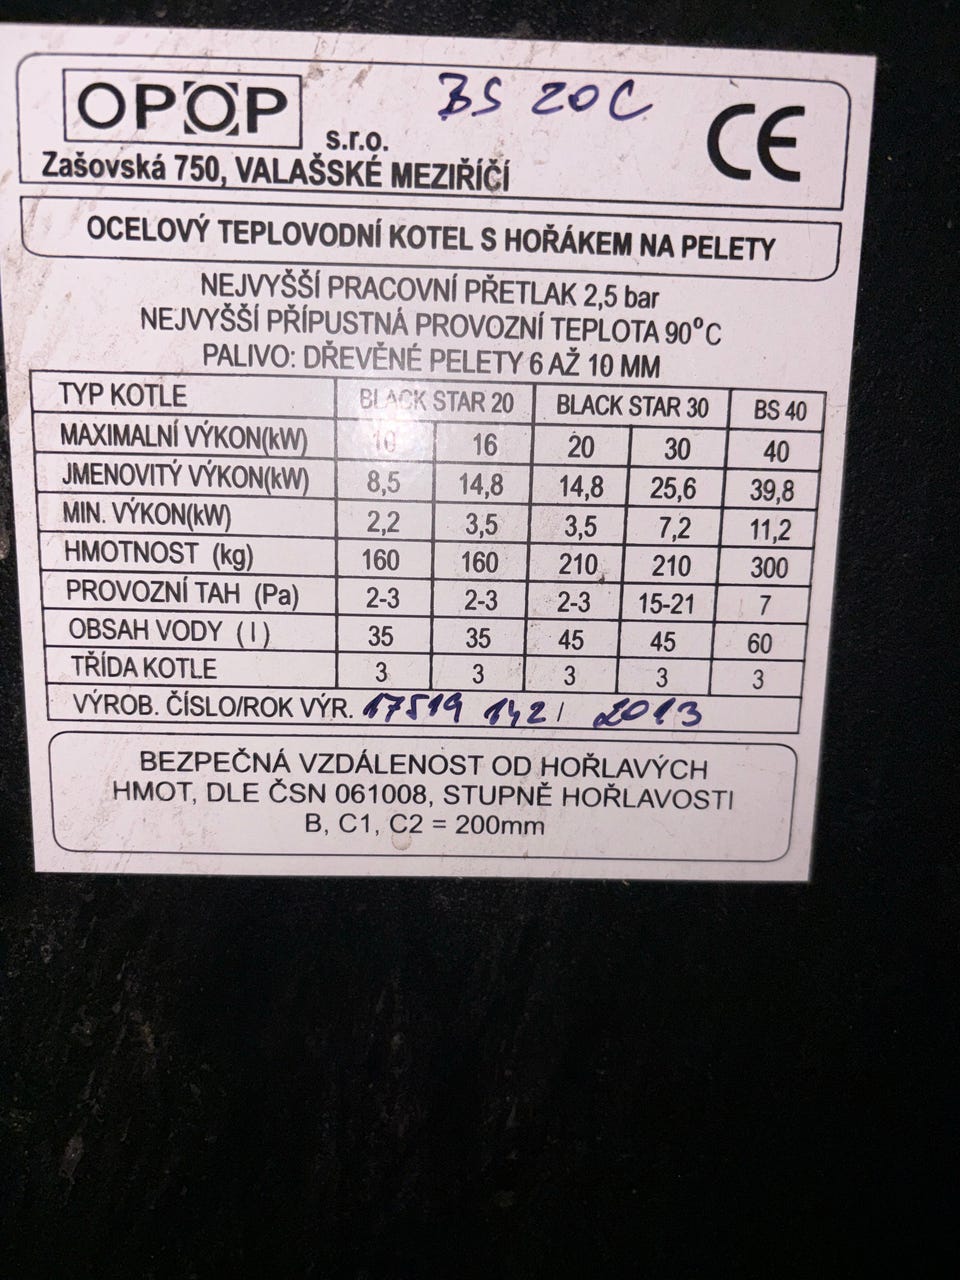 OPOP s.r.o. BS 20C CE
Zašovská 750, VALAŠSKÉ MEZIŘÍČÍ
OCELOVÝ TEPLOVODNÍ KOTEL S HOŘÁKEM NA PELETY
NEJVYŠŠÍ PRACOVNÍ PŘETLAK 2,5 bar
NEJVYŠŠÍ PŘÍPUSTNÁ PROVOZNÍ TEPLOTA 90°C
PALIVO: DŘEVĚNÉ PELETY 6 AŽ 10 MM
TYP KOTLE BLACK STAR 20 BLACK STAR 30 BS 40
MAXIMALNÍ VÝKON(kW) 10 16 20 30 40
JMENOVITÝ VÝKON(kW) 8,5 14,8 14,8 25,6 39,8
MIN. VÝKON(kW) 2,2 3,5 3,5 7,2 11,2
HMOTNOST (kg) 160 160 210 210 300
PROVOZNÍ TAH (Pa) 2-3 2-3 2-3 15-21 7
OBSAH VODY ( l ) 35 35 45 45 60
TŘÍDA KOTLE 3 3 3 3 3
VÝROB. ČÍSLO/ROK VÝR. 17519 142 / 2013
BEZPEČNÁ VZDÁLENOST OD HOŘLAVÝCH
HMOT, DLE ČSN 061008, STUPNĚ HOŘLAVOSTI
B, C1, C2 = 200mm